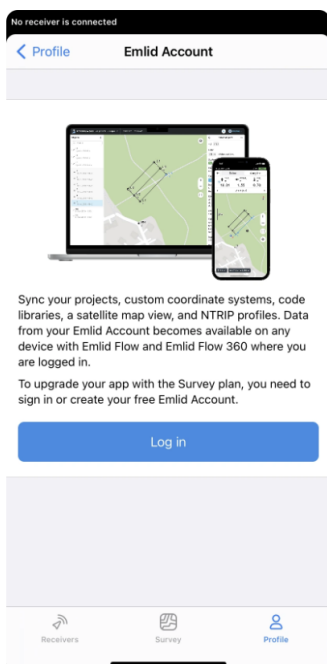 No receiver is connected
Profile
Emlid Account
Sync your projects, custom coordinate systems, code
libraries, a satellite map view, and NTRIP profiles. Data
from your Emlid Account becomes available on any
device with Emlid Flow and Emlid Flow 360 where you
are logged in.
To upgrade your app with the Survey plan, you need to
sign in or create your free Emlid Account.
Log in
Receivers
Survey
Profile